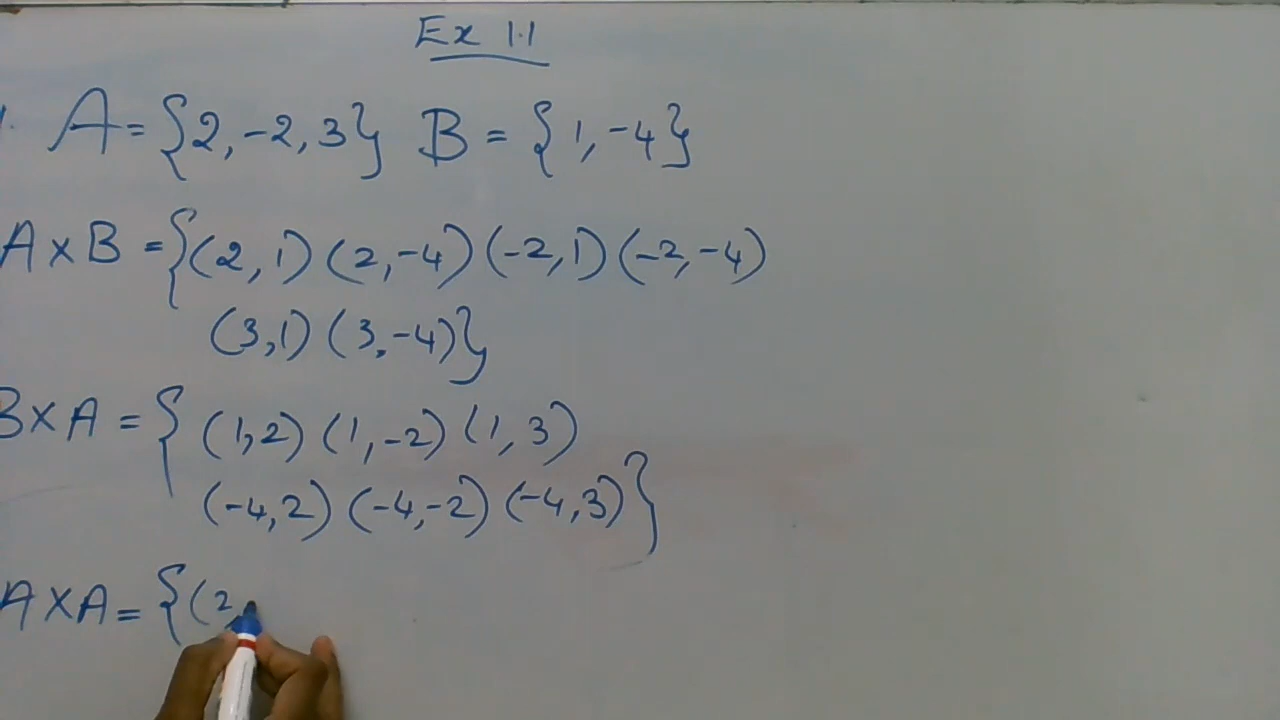 Ex 1.1
1. A = {2, -2, 3} B = {1, -4}
A × B = {(2, 1) (2, -4) (-2, 1) (-2, -4)
(3, 1) (3, -4)}
B × A = { (1, 2) (1, -2) (1, 3)
(-4, 2) (-4, -2) (-4, 3)}
A × A = {(2,